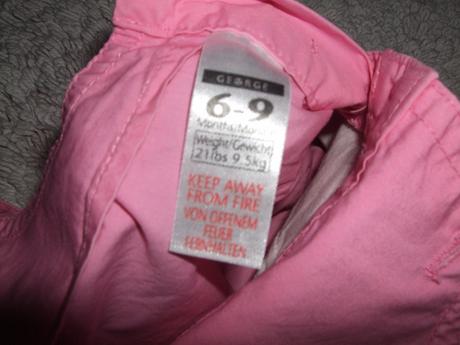 GEORGE
6-9
Months/Monate
Weight/Gewicht
21lbs 9.5kg
KEEP AWAY
FROM FIRE
VON OFFENEM
FEUER
FERNHALTEN